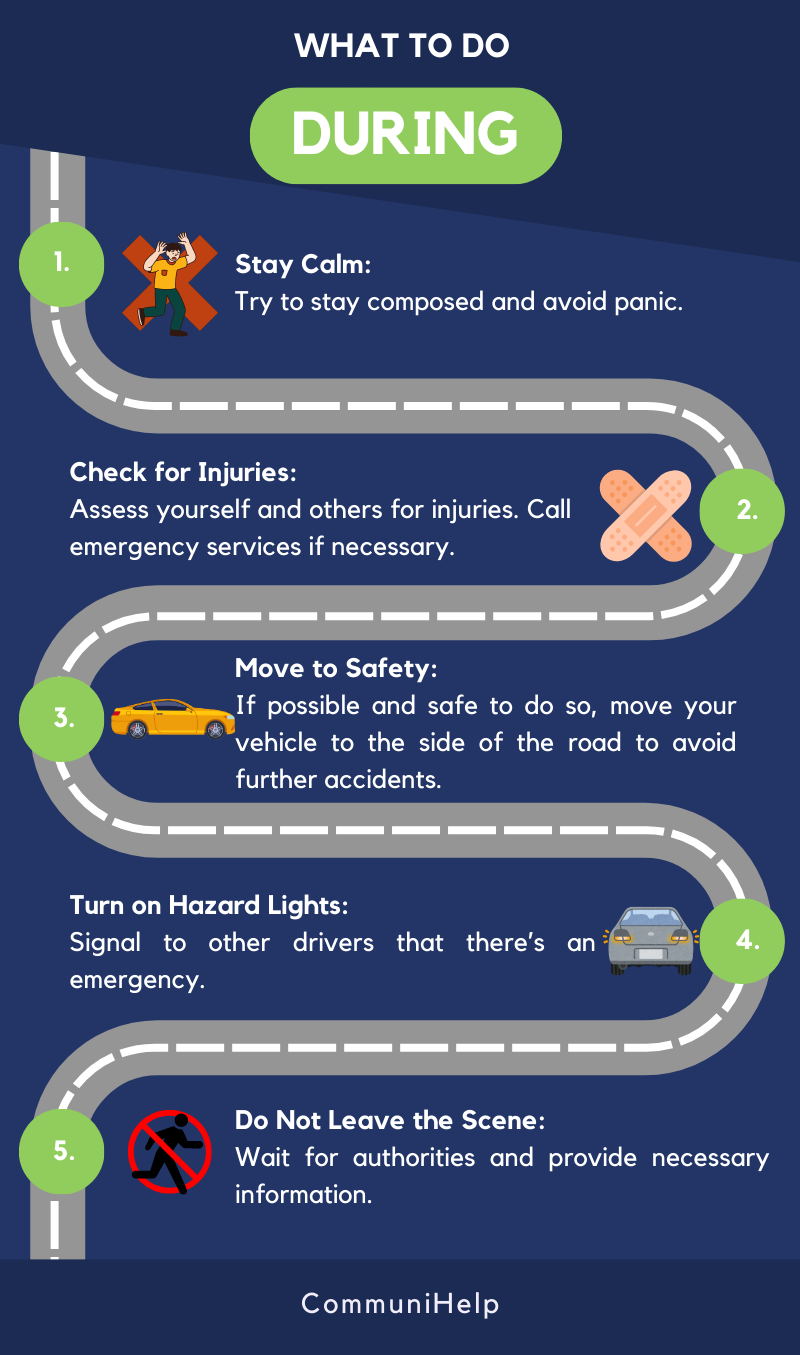 WHAT TO DO
DURING
1.
Stay Calm:
Try to stay composed and avoid panic.
Check for Injuries:
Assess yourself and others for injuries. Call
emergency services if necessary.
2.
3.
Move to Safety:
If possible and safe to do so, move your
vehicle to the side of the road to avoid
further accidents.
Turn on Hazard Lights:
Signal to other drivers that there’s an
emergency.
4.
5.
Do Not Leave the Scene:
Wait for authorities and provide necessary
information.
CommuniHelp